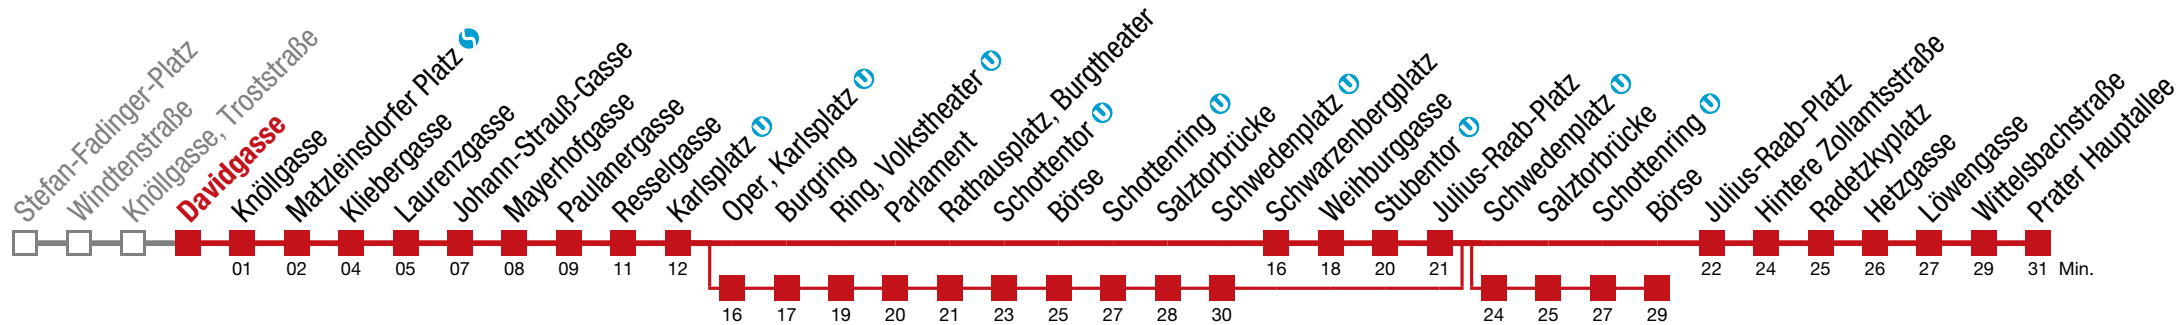 Stefan-Fadinger-Platz
Windtenstraße
Knöllgasse, Troststraße
Davidgasse
Knöllgasse
Matzleinsdorfer Platz
Kliebergasse
Laurenzgasse
Johann-Strauß-Gasse
Mayerhofgasse
Paulanergasse
Resselgasse
Karlsplatz U
Oper, Karlsplatz U
Burgring
Ring, Volkstheater U
Parlament
Rathausplatz, Burgtheater
Schottentor U
Börse
Schottenring U
Salztorbrücke
Schwedenplatz U
Schwarzenbergplatz
Weihburggasse
Stubentor U
Julius-Raab-Platz
Schwedenplatz U
Salztorbrücke
Schottenring U
Börse
Julius-Raab-Platz
Hintere Zollamtsstraße
Radetzkyplatz
Hetzgasse
Löwengasse
Wittelsbachstraße
Prater Hauptallee
01 02 04 05 07 08 09 11 12 16 18 20 21 22 24 25 26 27 29 31 Min.
16 17 19 20 21 23 25 27 28 30 24 25 27 29